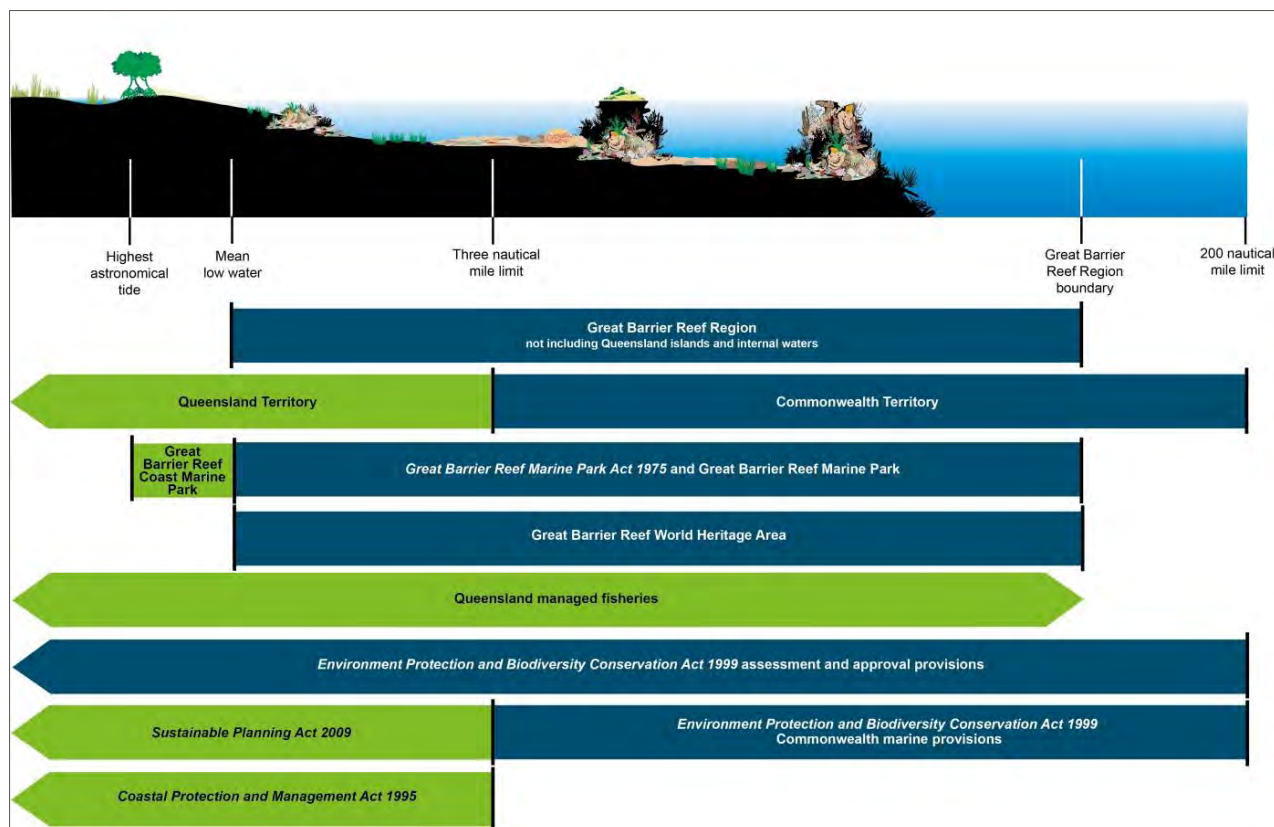 Highest
astronomical
tide
Mean
low water
Three nautical
mile limit
Great Barrier
Reef Region
boundary
200 nautical
mile limit
Great Barrier Reef Region
not including Queensland islands and internal waters
Queensland Territory
Commonwealth Territory
Great
Barrier Reef
Coast Marine
Park
Great Barrier Reef Marine Park Act 1975 and Great Barrier Reef Marine Park
Great Barrier Reef World Heritage Area
Queensland managed fisheries
Environment Protection and Biodiversity Conservation Act 1999 assessment and approval provisions
Sustainable Planning Act 2009
Environment Protection and Biodiversity Conservation Act 1999
Commonwealth marine provisions
Coastal Protection and Management Act 1995